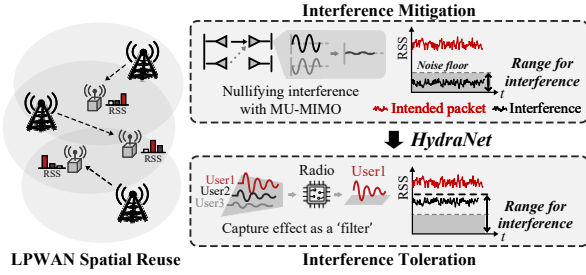 Interference Mitigation
RSS
RSS
RSS
LPWAN Spatial Reuse
Nullifying interference
with MU-MIMO
RSS
Noise floor
t
Range for
interference
Intended packet
Interference
HydraNet
User1
User2
User3
Radio
User1
Capture effect as a 'filter'
RSS
t
Range for
interference
Interference Toleration